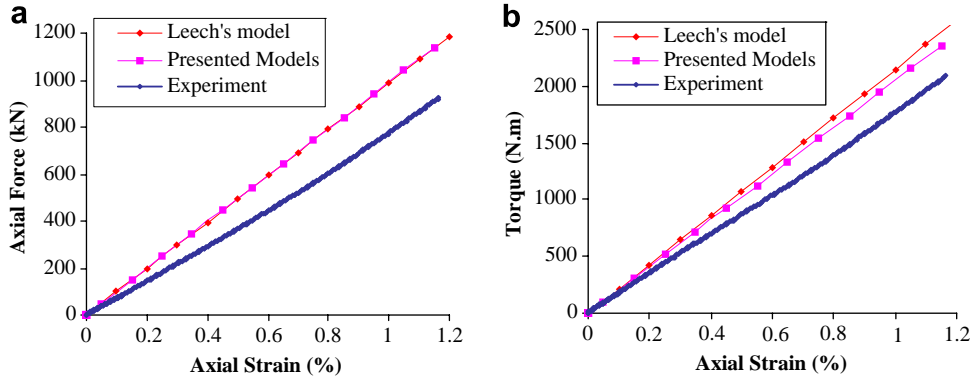 a
Leech's model
Presented Models
Experiment
Axial Force (kN)
1200
1000
800
600
400
200
0
0
0.2
0.4
0.6
0.8
1
1.2
Axial Strain (%)
b
Leech's model
Presented Models
Experiment
Torque (N.m)
2500
2000
1500
1000
500
0
0
0.2
0.4
0.6
0.8
1
1.2
Axial Strain (%)